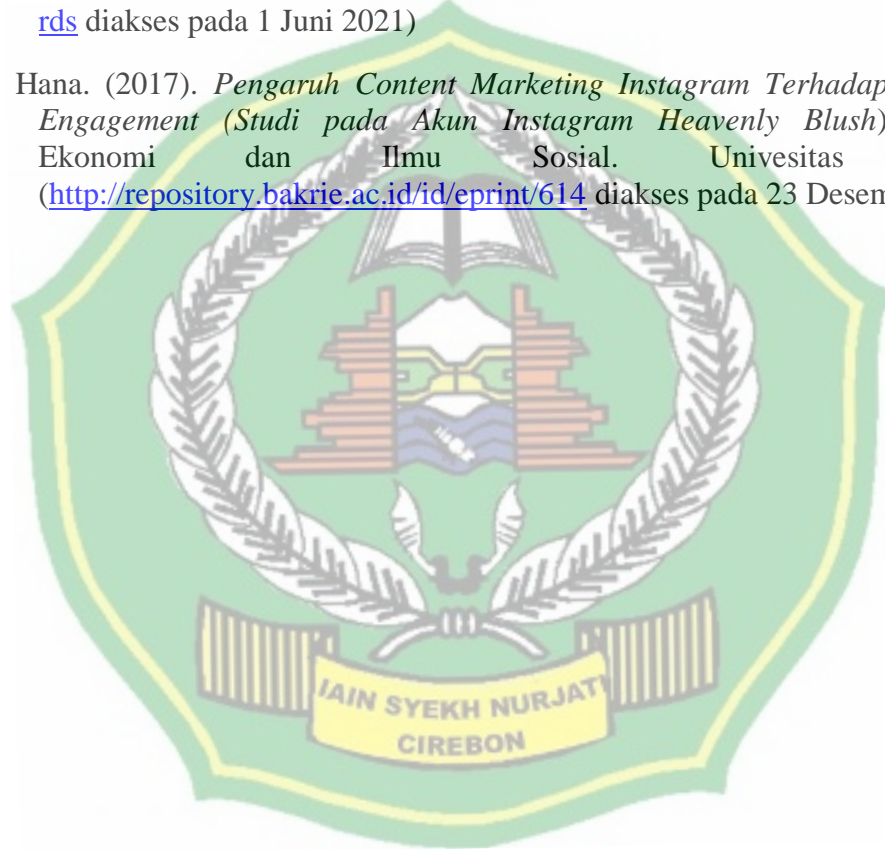 rds diakses pada 1 Juni 2021)
Hana. (2017). Pengaruh Content Marketing Instagram Terhadap
Engagement (Studi pada Akun Instagram Heavenly Blush)
Ekonomi dan Ilmu Sosial. Univesitas
(http://repository.bakrie.ac.id/id/eprint/614 diakses pada 23 Desem
IAIN SYEKH NURJATI
CIREBON